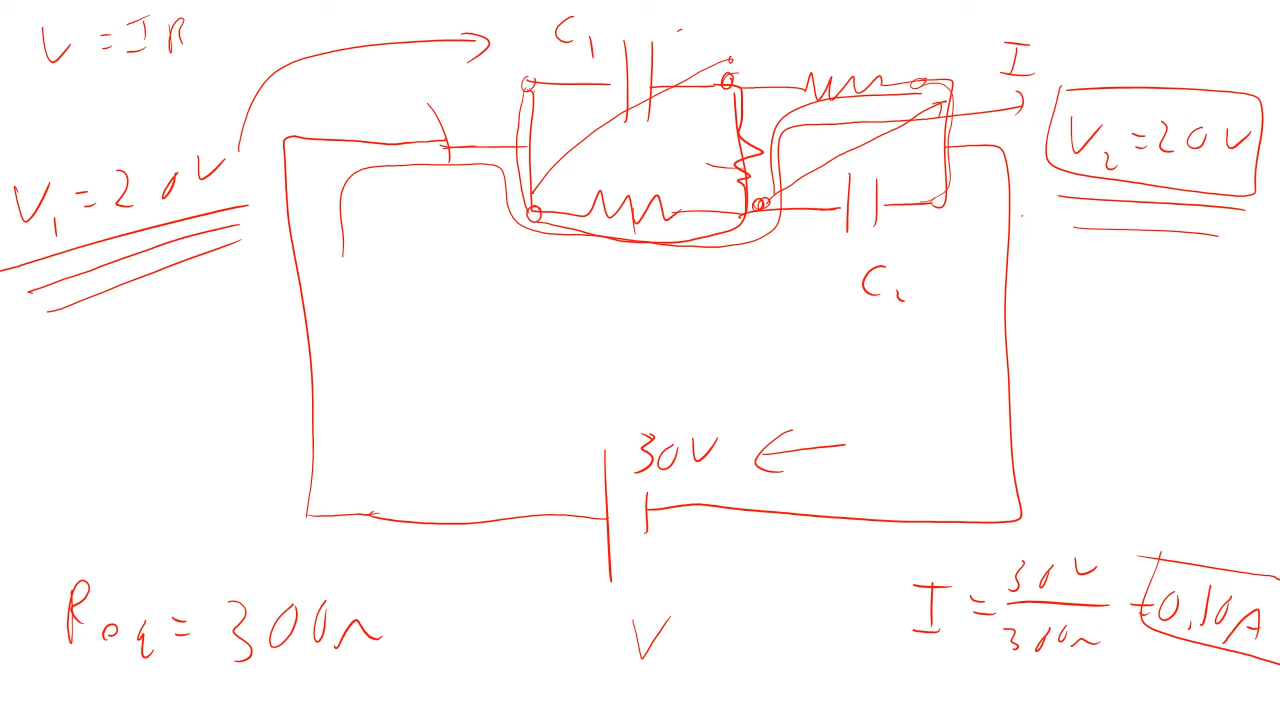 V = IR
C₁
I
V₁ = 20V
V₂ = 20V
C₂
30V
Req = 300Ω
V
I = 30V / 300Ω = 0.10A